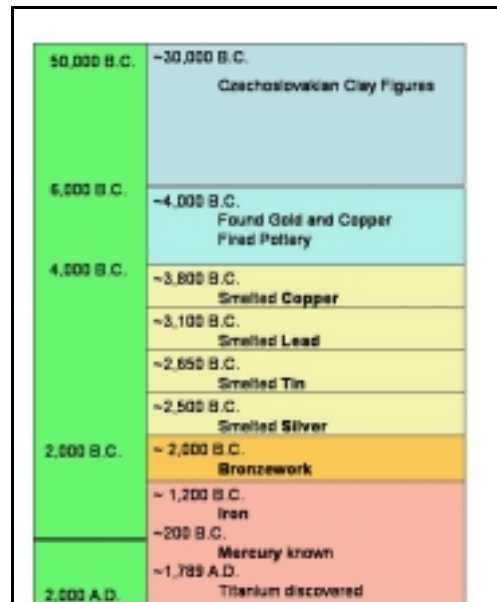 50,000 B.C.
~30,000 B.C.
Czechoslovakian Clay Figures
6,000 B.C.
~4,000 B.C.
Found Gold and Copper
Fired Pottery
4,000 B.C.
~3,800 B.C.
Smelted Copper
~3,100 B.C.
Smelted Lead
~2,650 B.C.
Smelted Tin
~2,500 B.C.
Smelted Silver
2,000 B.C.
~ 2,000 B.C.
Bronzework
~ 1,200 B.C.
Iron
~200 B.C.
Mercury known
~1,789 A.D.
Titanium discovered
2,000 A.D.